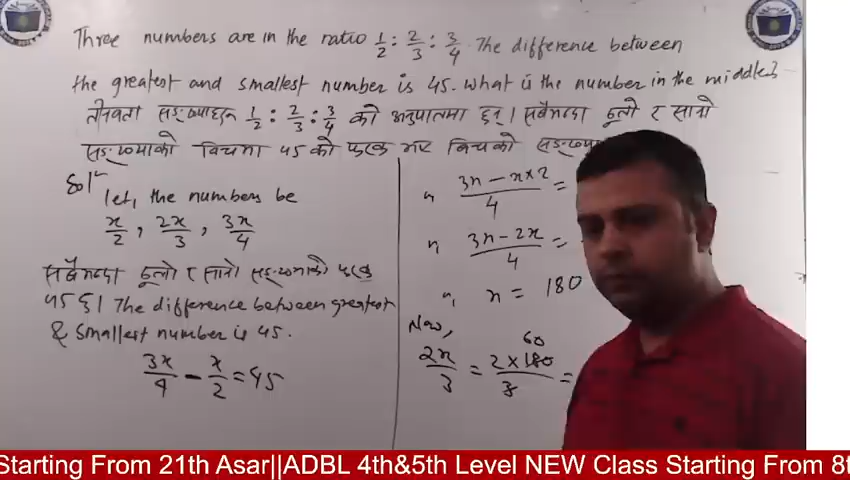 Three numbers are in the ratio 1/2 : 2/3 : 3/4. The difference between
the greatest and smallest number is 45. What is the number in the middle?
तीनवटा सङ्ख्याहरू 1/2 : 2/3 : 3/4 को अनुपातमा छन् । सबैभन्दा ठूलो र सानो
सङ्ख्याको विचमा 45 को फरक भए बिचको
Solⁿ
let, the numbers be
x/2 , 2x/3 , 3x/4
सबैभन्दा ठूलो र सानो सङ्ख्याको फरक
45 छ। The difference between greatest
& smallest number is 45.
3x/4 - x/2 = 45
" (3x - x × 2)/4 =
" (3x - 2x)/4 =
" x = 180
Now,
2x/3 = (2 × 180)/3 =
60
Starting From 21th Asar||ADBL 4th&5th Level NEW Class Starting From 8t